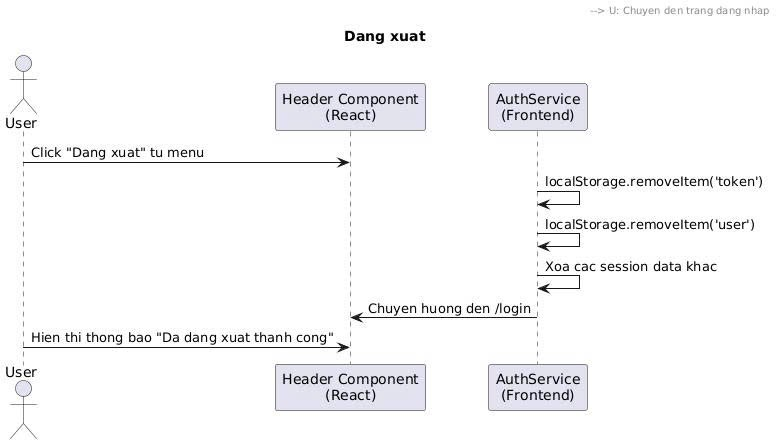 --> U: Chuyen den trang dang nhap
Dang xuat
User
Header Component
(React)
AuthService
(Frontend)
Click "Dang xuat" tu menu
localStorage.removeItem('token')
localStorage.removeItem('user')
Xoa cac session data khac
Chuyen huong den /login
Hien thi thong bao "Da dang xuat thanh cong"
User
Header Component
(React)
AuthService
(Frontend)